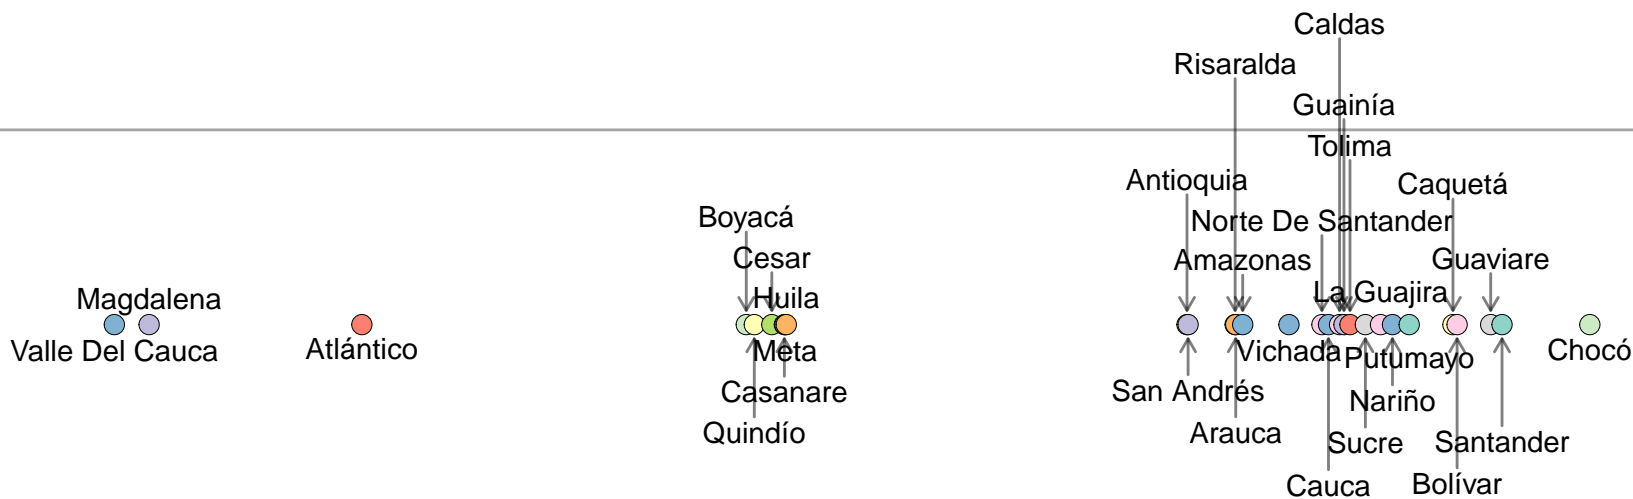 Caldas
Risaralda
Guainía
Tolima
Antioquia
Caquetá
Boyacá
Norte De Santander
Cesar
Amazonas
Guaviare
Magdalena
Huila
La Guajira
Valle Del Cauca
Atlántico
Meta
Vichada
Putumayo
Chocó
Casanare
San Andrés
Nariño
Quindío
Arauca
Sucre
Santander
Cauca
Bolívar